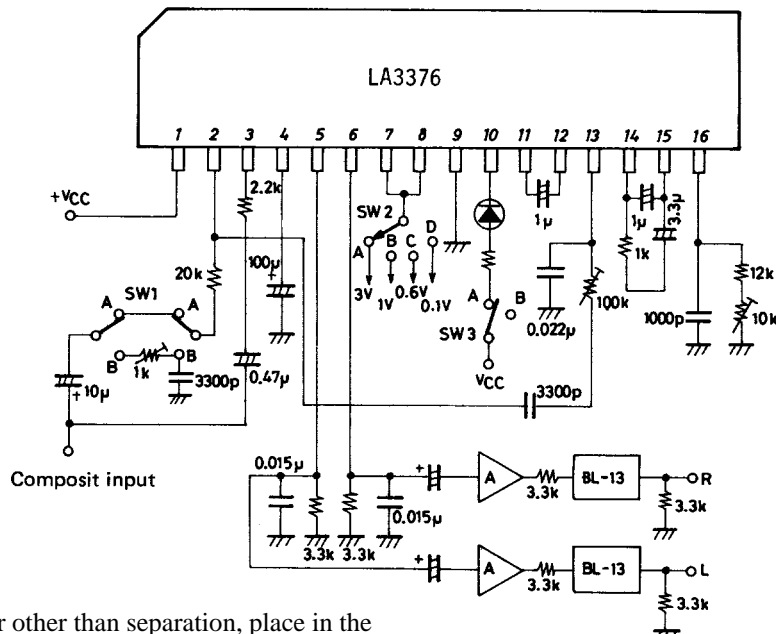 LA3376
1 2 3 4 5 6 7 8 9 10 11 12 13 14 15 16
+VCC
2.2k
SW2
A B C D
3V 1V 0.6V 0.1V
1µ
1µ
3.3µ
1k
12k
10k
1000p
100k
0.022µ
20k
100µ
+
SW1
A A
B B
1k
3300p
10µ
+
0.47µ
A B
SW3
VCC
3300p
Composit input
0.015µ
3.3k 3.3k
0.015µ
+
A
3.3k
BL-13
R
3.3k
+
A
3.3k
BL-13
L
3.3k
r other than separation, place in the